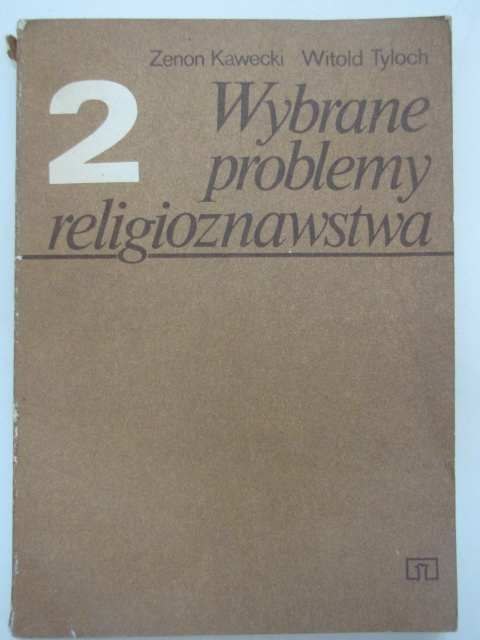 Zenon Kawecki Witold Tyloch
2 Wybrane
problemy
religioznawstwa